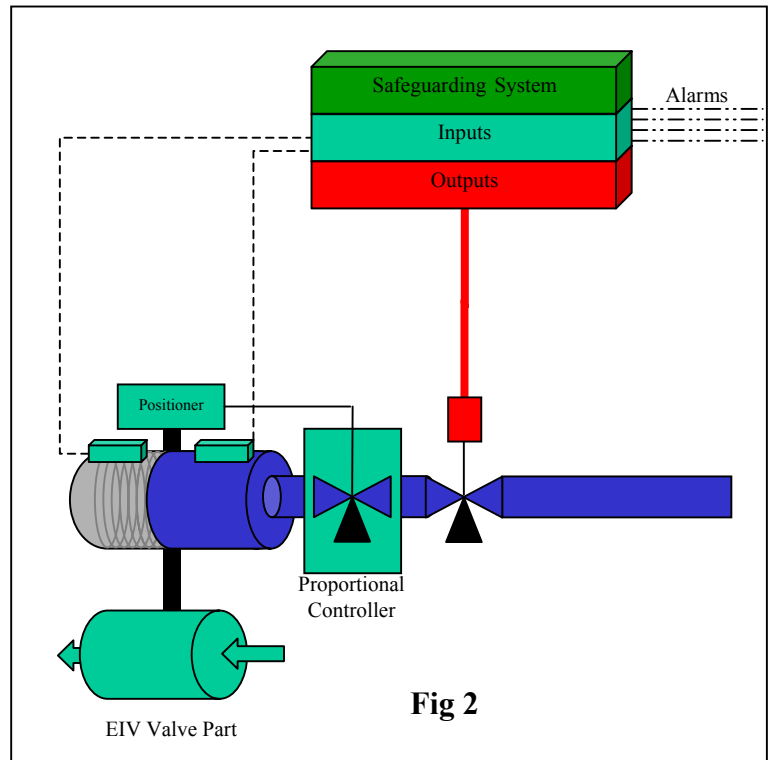 Safeguarding System
Alarms
Inputs
Outputs
Positioner
Proportional
Controller
Fig 2
EIV Valve Part